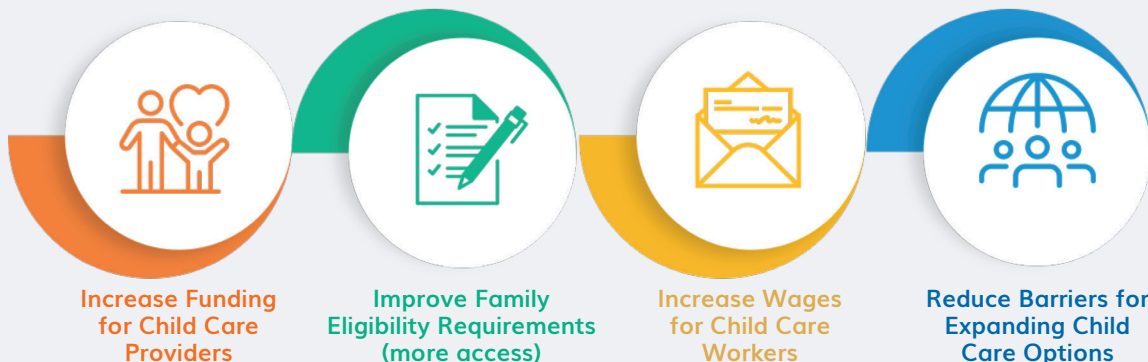 Increase Funding
for Child Care
Providers
Improve Family
Eligibility Requirements
(more access)
Increase Wages
for Child Care
Workers
Reduce Barriers for
Expanding Child
Care Options